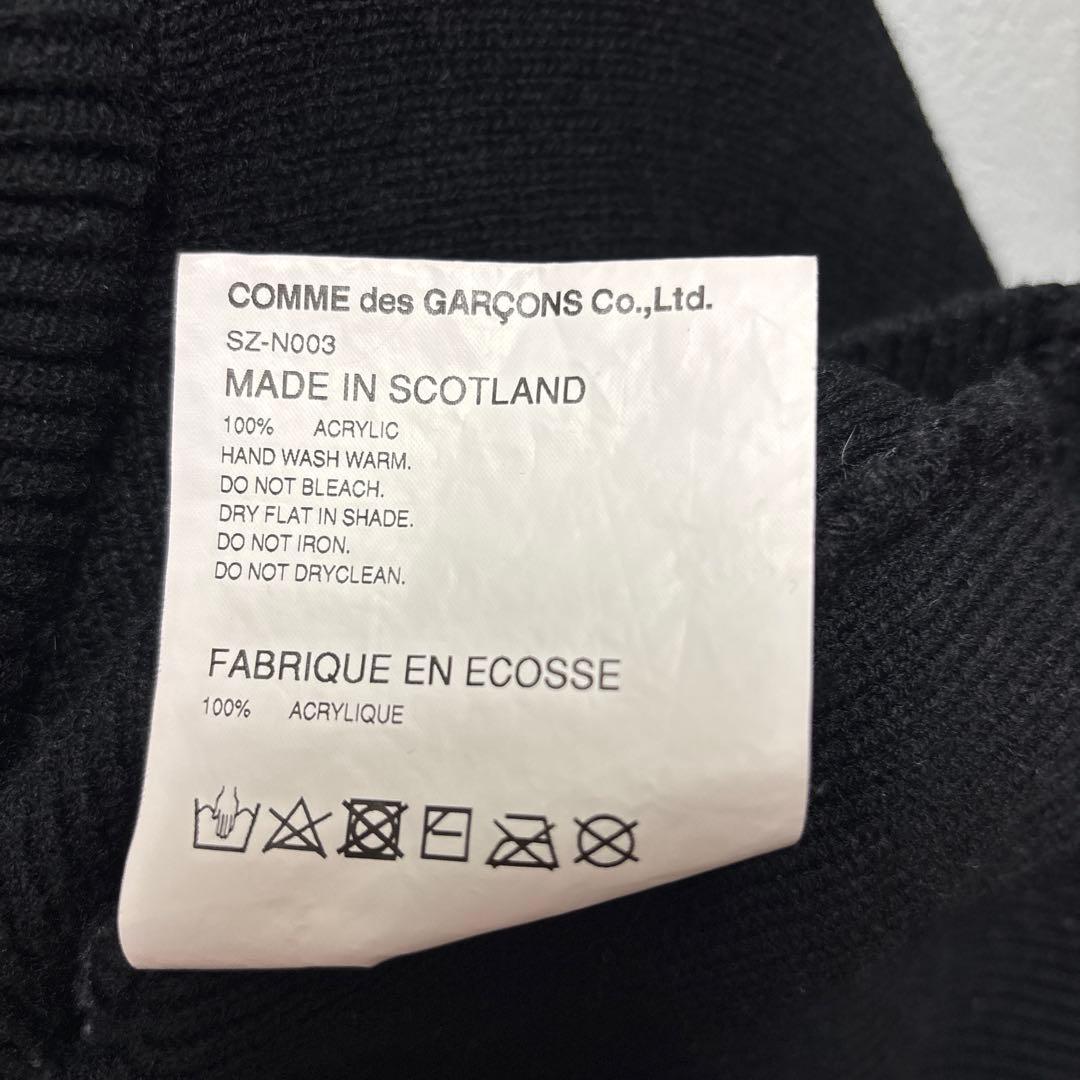 COMME des GARÇONS Co.,Ltd.
SZ-N003
MADE IN SCOTLAND
100% ACRYLIC
HAND WASH WARM.
DO NOT BLEACH.
DRY FLAT IN SHADE.
DO NOT IRON.
DO NOT DRYCLEAN.
FABRIQUE EN ECOSSE
100% ACRYLIQUE